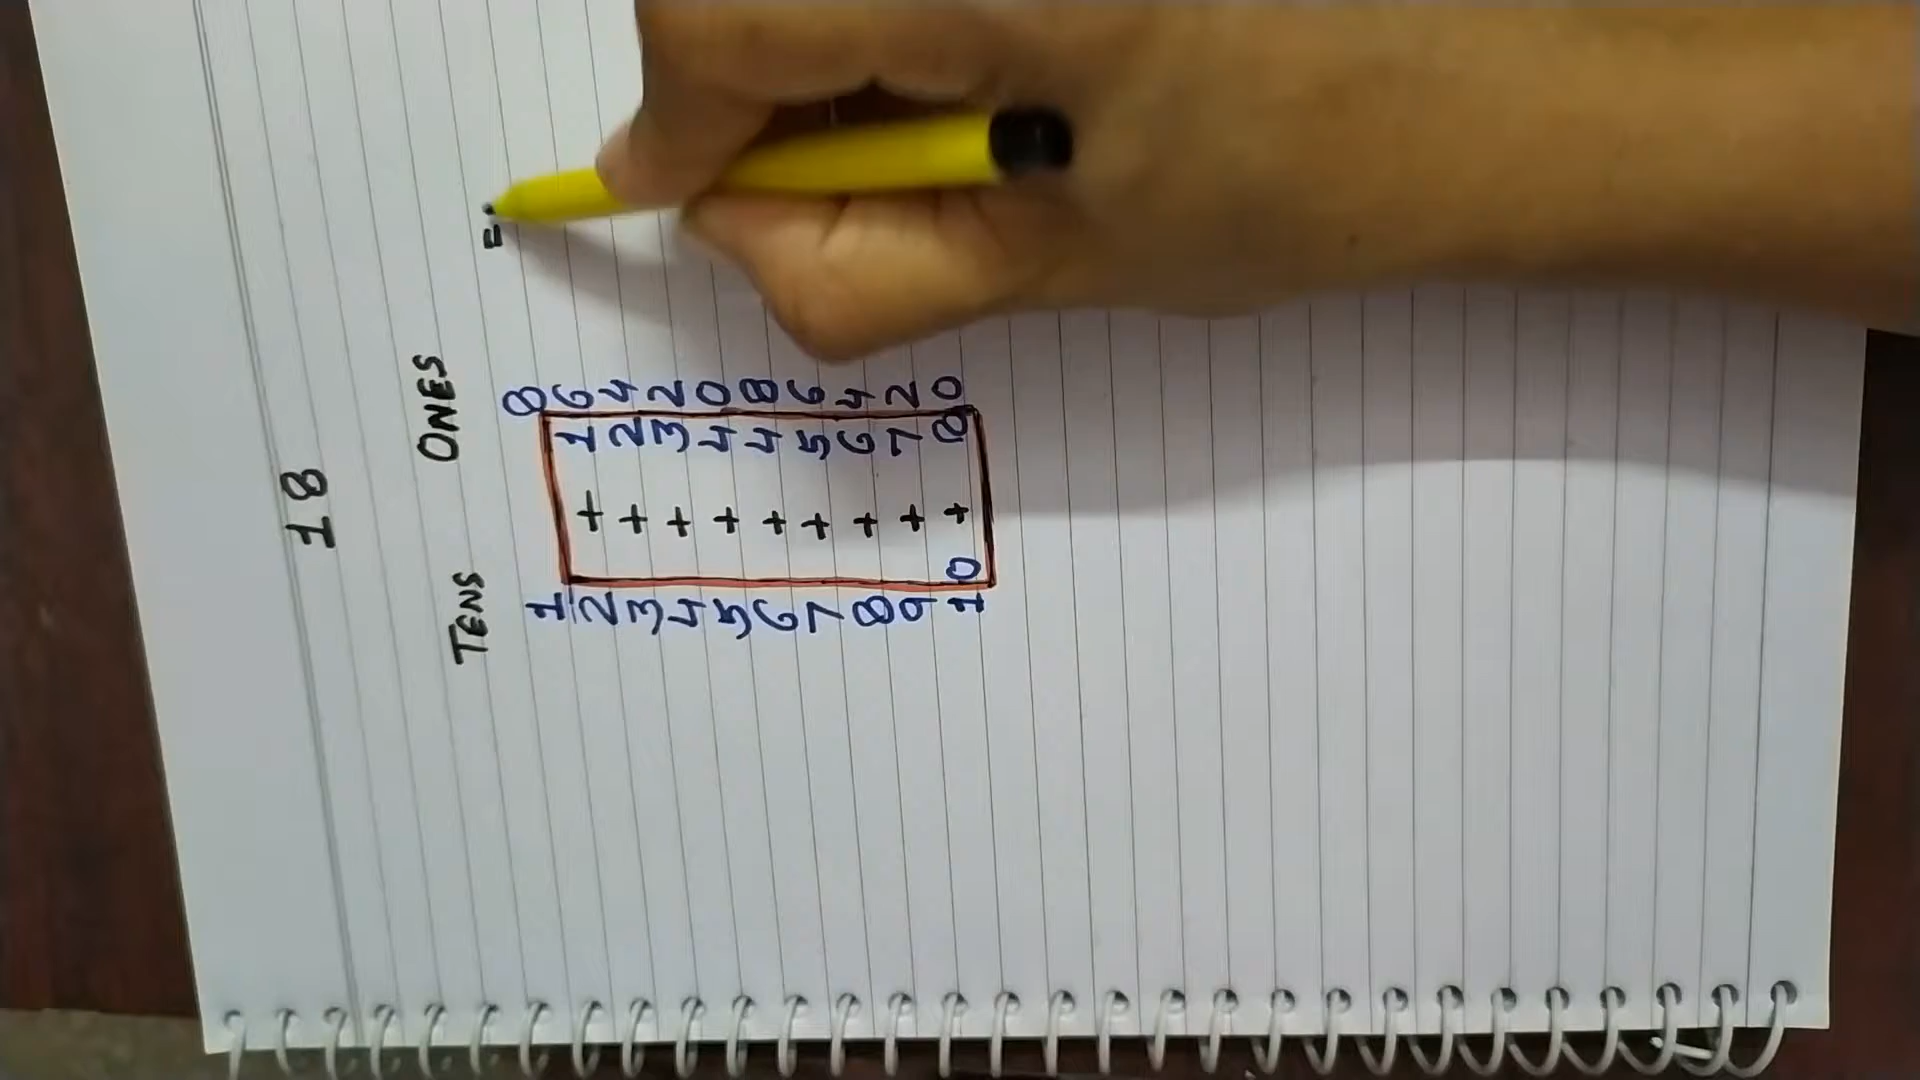 18
TENS ONES
1 8
2 + 1 6
3 + 2 4
4 + 3 2
5 + 4 0
6 + 4 8
7 + 5 6
8 + 6 4
9 + 7 2
10 + 8 0
=